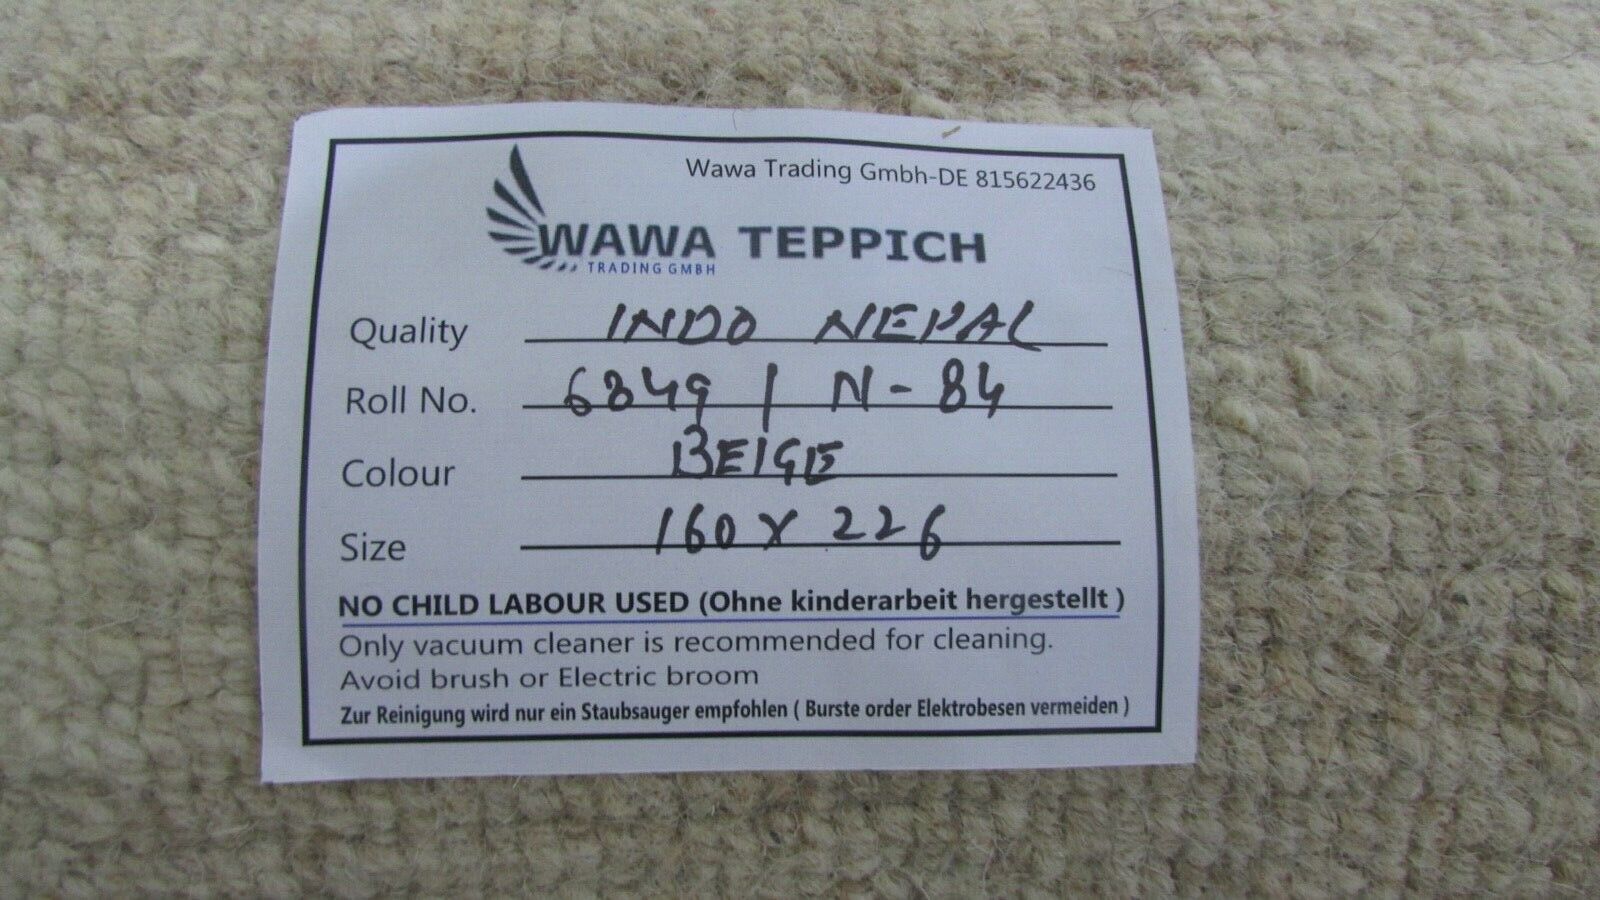 Wawa Trading Gmbh-DE 815622436
WAWA TEPPICH
TRADING GMBH
Quality INDO NEPAL
Roll No. 6849 / N-84
Colour BEIGE
Size 160 X 226
NO CHILD LABOUR USED (Ohne kinderarbeit hergestellt )
Only vacuum cleaner is recommended for cleaning.
Avoid brush or Electric broom
Zur Reinigung wird nur ein Staubsauger empfohlen ( Burste order Elektrobesen vermeiden )